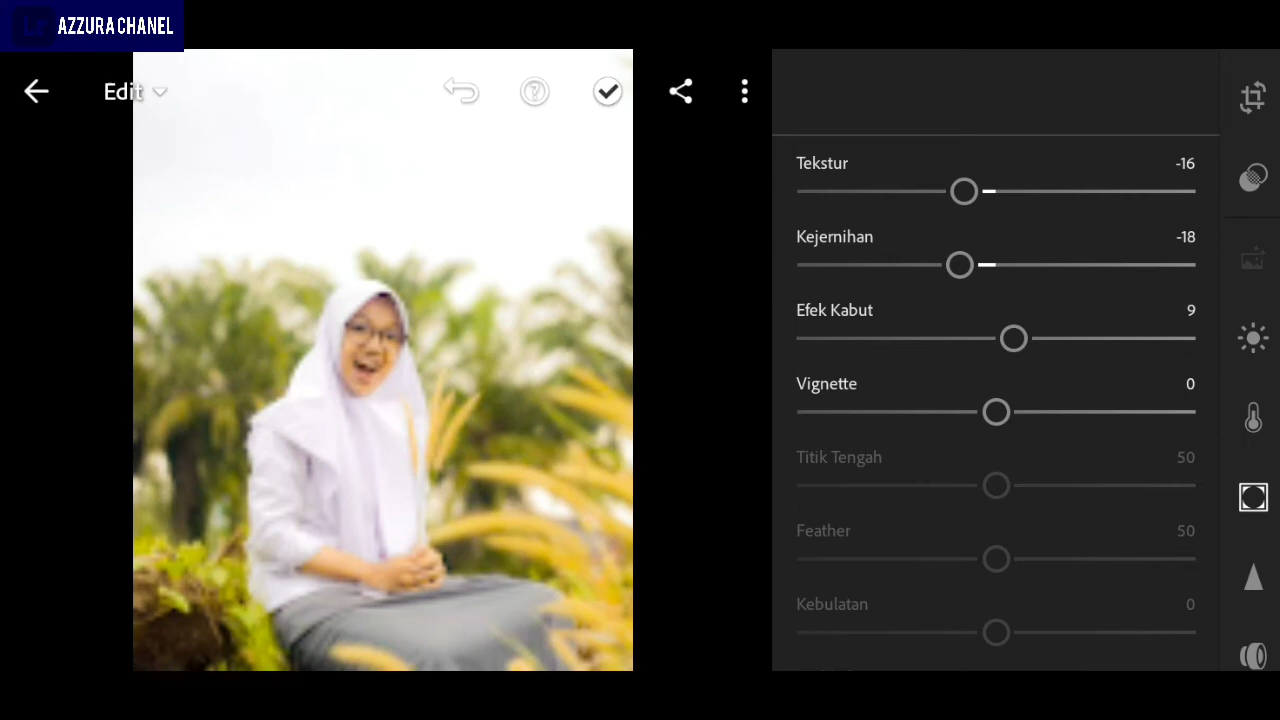 Lr AZZURA CHANEL
Edit
Tekstur -16
Kejernihan -18
Efek Kabut 9
Vignette 0
Titik Tengah 50
Feather 50
Kebulatan 0